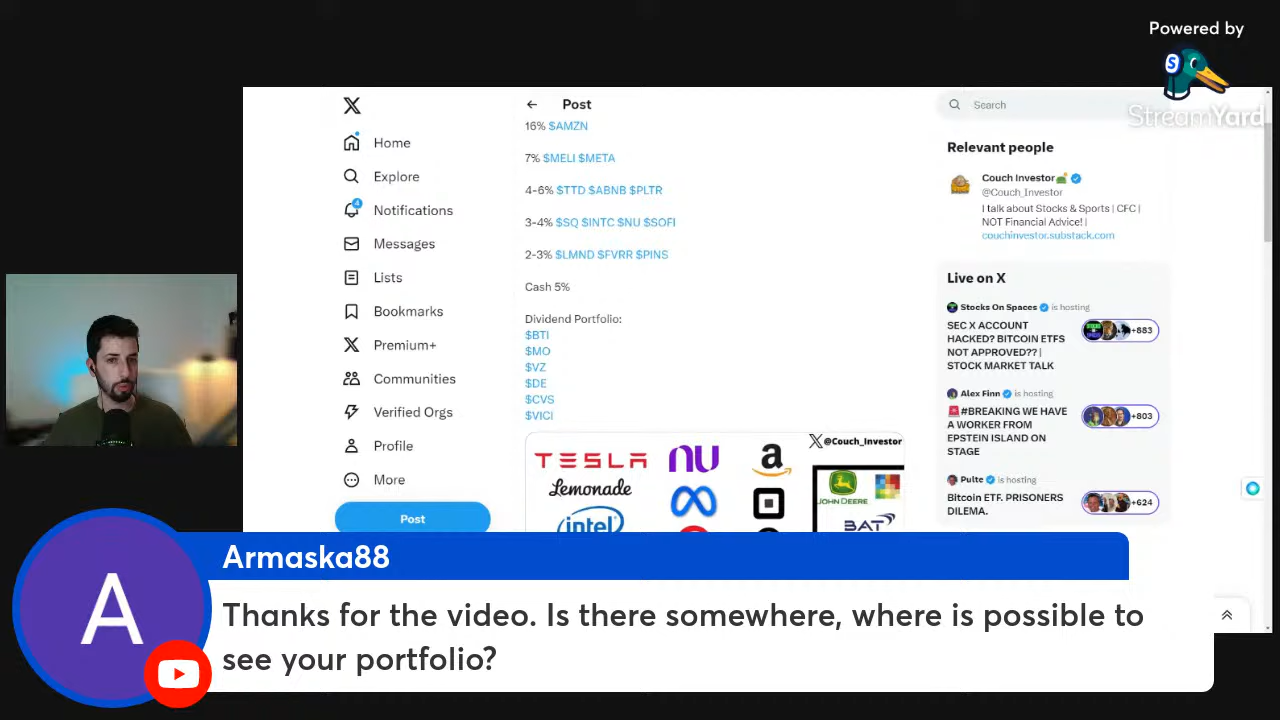 Powered by
S
StreamYard
X
Post
Search
Home
Explore
4
Notifications
Messages
Lists
Bookmarks
Premium+
Communities
Verified Orgs
Profile
More
Post
16% $AMZN
7% $MELI $META
4-6% $TTD $ABNB $PLTR
3-4% $SQ $INTC $NU $SOFI
2-3% $LMND $FVRR $PINS
Cash 5%
Dividend Portfolio:
$BTI
$MO
$VZ
$DE
$CVS
$VICI
X@Couch_Investor
TESLA
nu
a
Lemonade
JOHN DEERE
intel
BAT
Relevant people
Couch Investor
@Couch_Investor
I talk about Stocks & Sports | CFC |
NOT Financial Advice! |
couchinvestor.substack.com
Live on X
Stocks On Spaces is hosting
SEC X ACCOUNT
HACKED? BITCOIN ETFS
NOT APPROVED?? |
STOCK MARKET TALK
+883
Alex Finn is hosting
#BREAKING WE HAVE
A WORKER FROM
EPSTEIN ISLAND ON
STAGE
+803
Pulte is hosting
Bitcoin ETF. PRISONERS
DILEMA.
+624
A
Armaska88
Thanks for the video. Is there somewhere, where is possible to
see your portfolio?